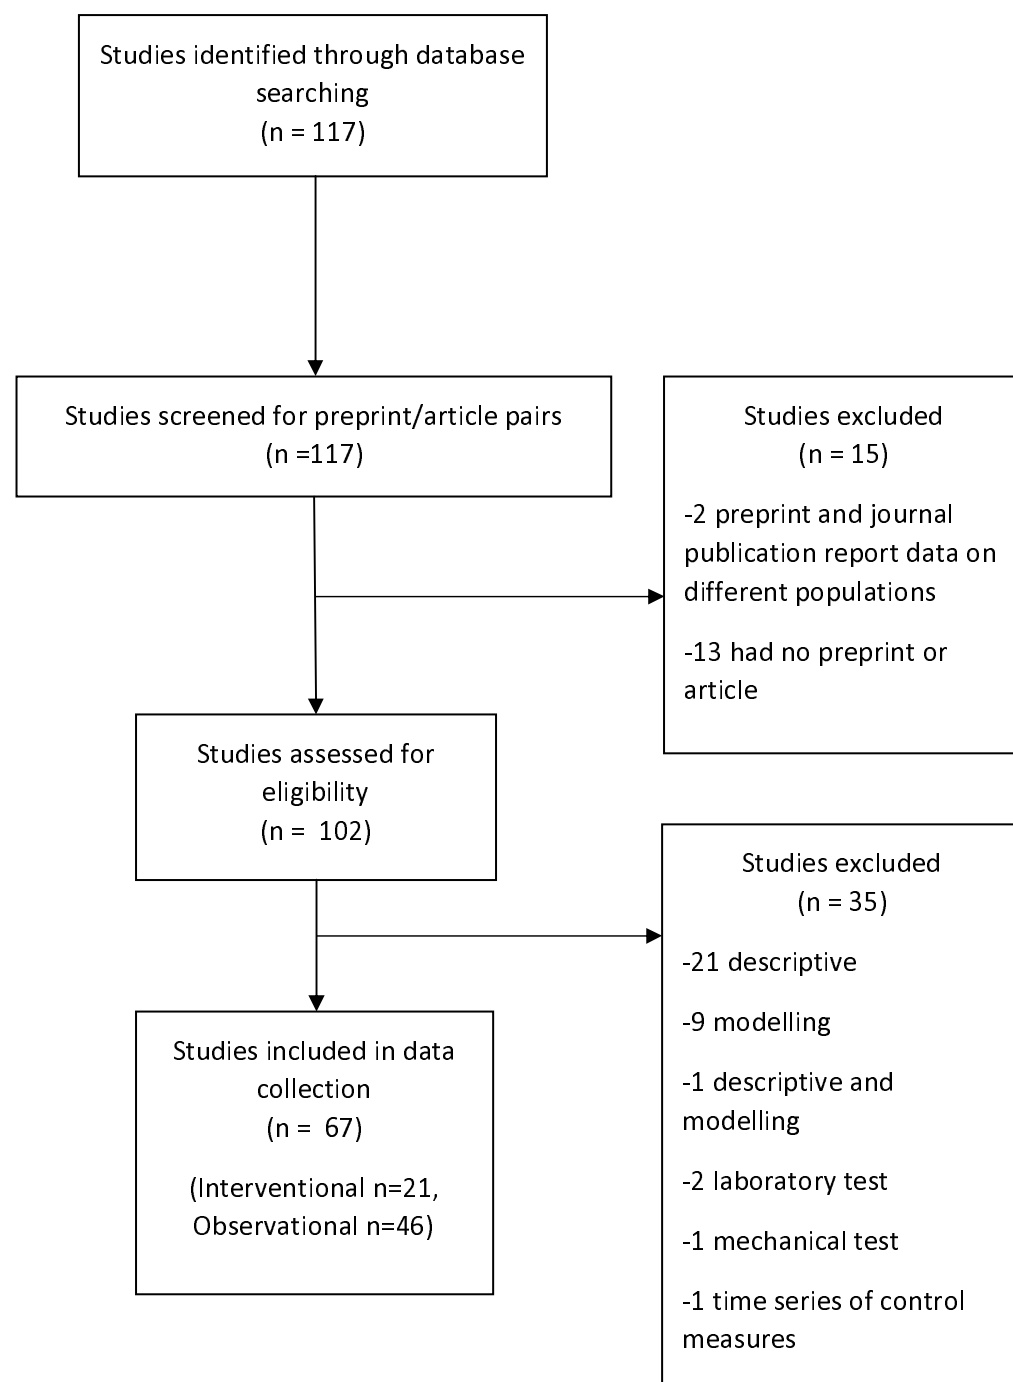 Studies identified through database
searching
(n = 117)
Studies screened for preprint/article pairs
(n =117)
Studies excluded
(n = 15)
-2 preprint and journal
publication report data on
different populations
-13 had no preprint or
article
Studies assessed for
eligibility
(n =  102)
Studies excluded
(n = 35)
-21 descriptive
-9 modelling
-1 descriptive and
modelling
-2 laboratory test
-1 mechanical test
-1 time series of control
measures
Studies included in data
collection
(n =  67)
(Interventional n=21,
Observational n=46)